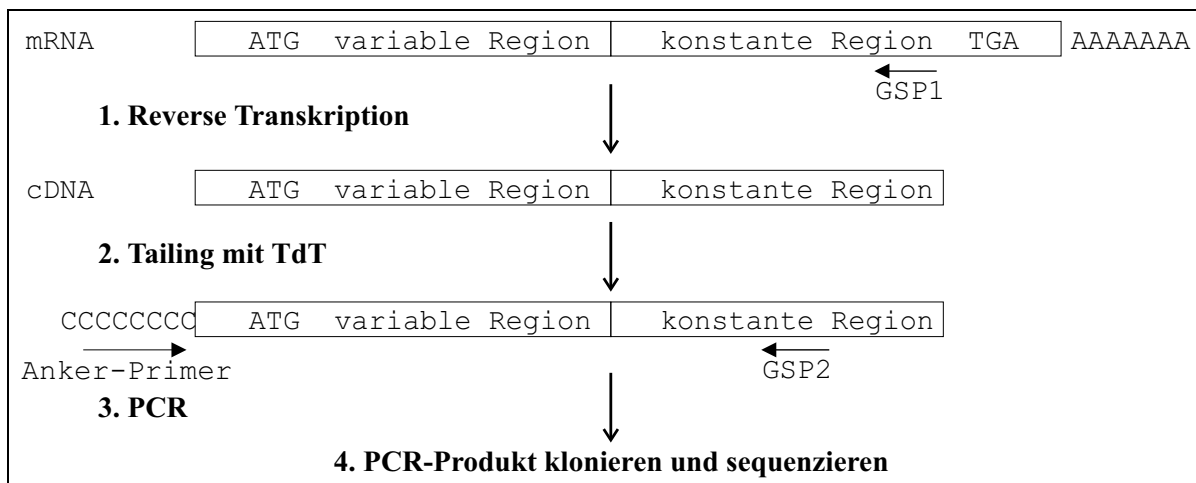 mRNA ATG variable Region konstante Region TGA AAAAAAA
GSP1
1. Reverse Transkription
cDNA ATG variable Region konstante Region
2. Tailing mit TdT
CCCCCCCC ATG variable Region konstante Region
Anker-Primer GSP2
3. PCR
4. PCR-Produkt klonieren und sequenzieren